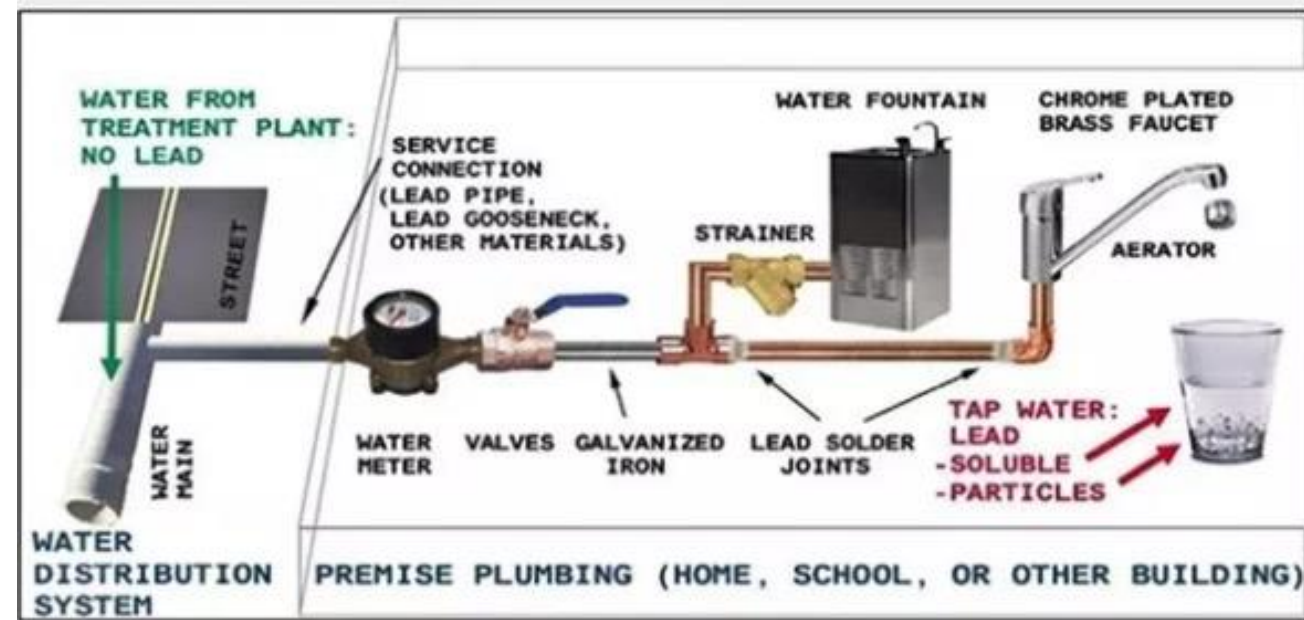 WATER FROM
TREATMENT PLANT:
NO LEAD
SERVICE
CONNECTION
(LEAD PIPE,
LEAD GOOSENECK,
OTHER MATERIALS)
WATER FOUNTAIN
CHROME PLATED
BRASS FAUCET
STRAINER
AERATOR
STREET
WATER
MAIN
WATER
METER
VALVES
GALVANIZED
IRON
LEAD SOLDER
JOINTS
TAP WATER:
LEAD
-SOLUBLE
-PARTICLES
WATER
DISTRIBUTION
SYSTEM
PREMISE PLUMBING (HOME, SCHOOL, OR OTHER BUILDING)